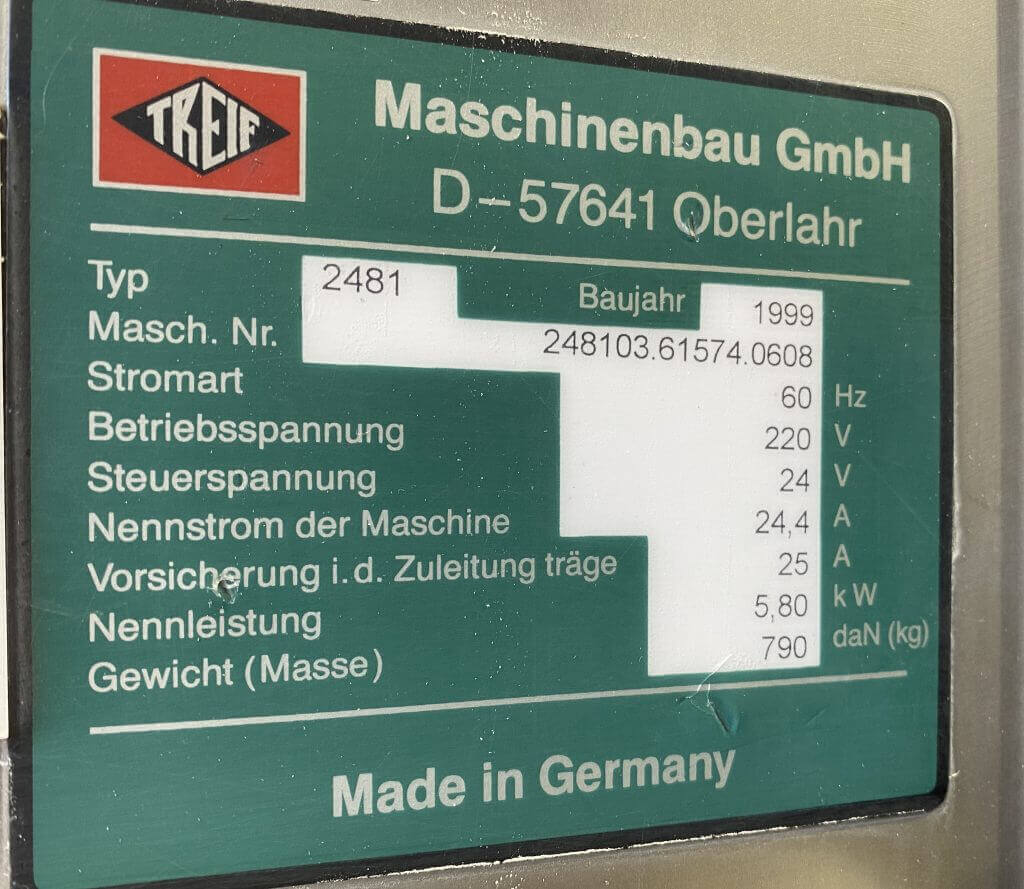 TREIF
Maschinenbau GmbH
D-57641 Oberlahr
Typ 2481 Baujahr 1999
Masch. Nr. 248103.61574.0608
Stromart 60 Hz
Betriebsspannung 220 V
Steuerspannung 24 V
Nennstrom der Maschine 24,4 A
Vorsicherung i.d. Zuleitung träge 25 A
Nennleistung 5,80 kW
Gewicht (Masse) 790 daN (kg)
Made in Germany